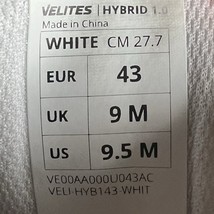 VELITES | HYBRID 1.0
Made in China
WHITE CM 27.7
EUR 43
UK 9 M
US 9.5 M
VE00AA000U043AC
VELI-HYB143-WHIT